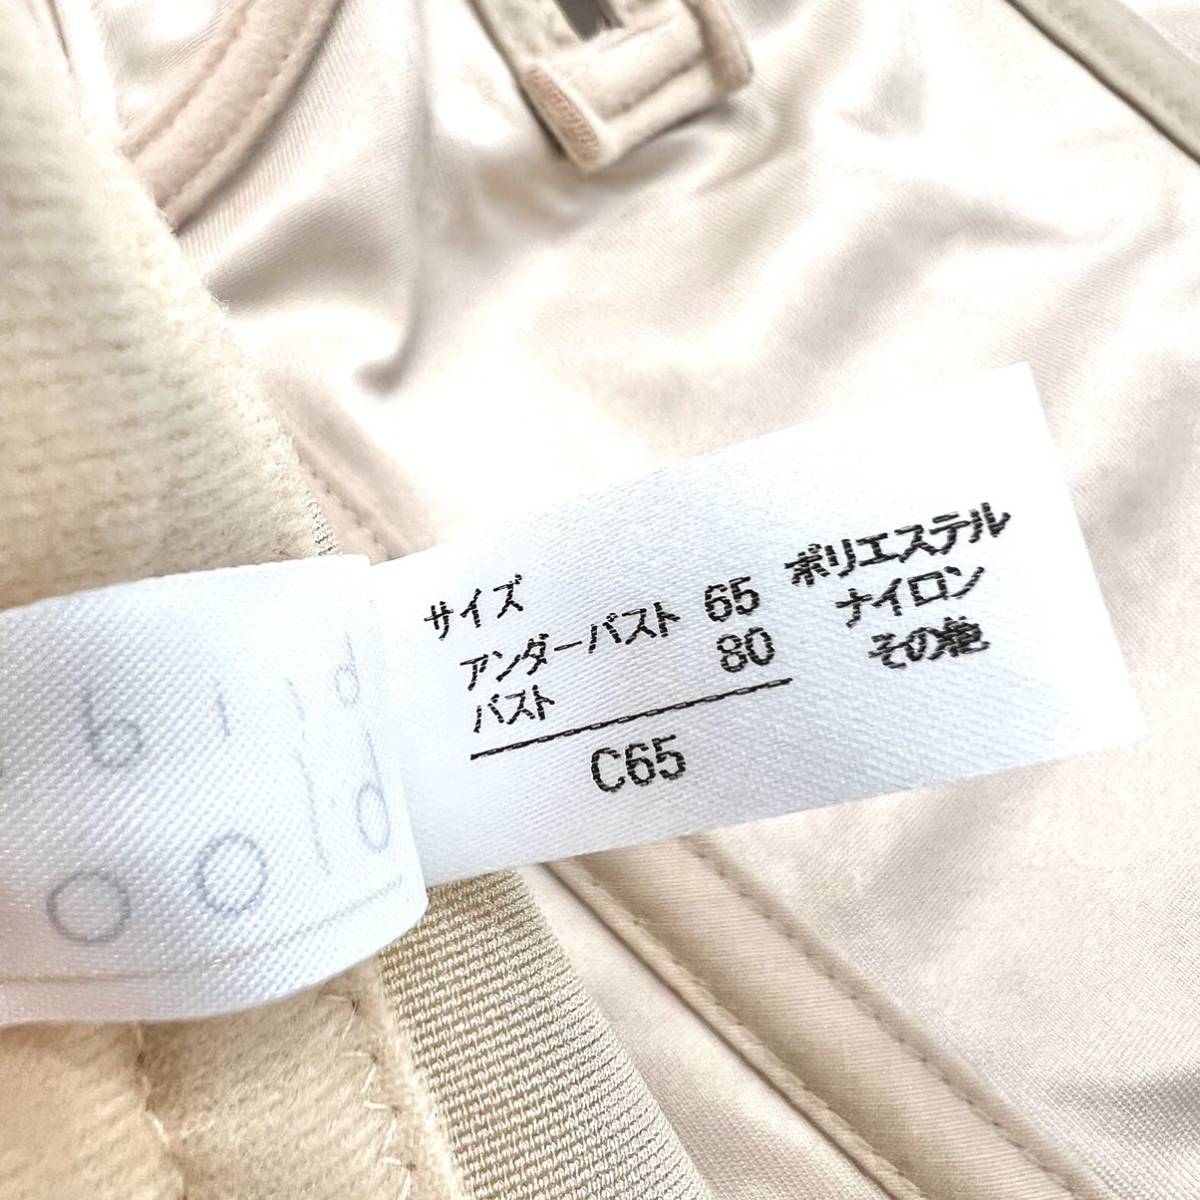 サイズ
アンダーバスト 65
バスト 80
C65
ポリエステル
ナイロン
その他